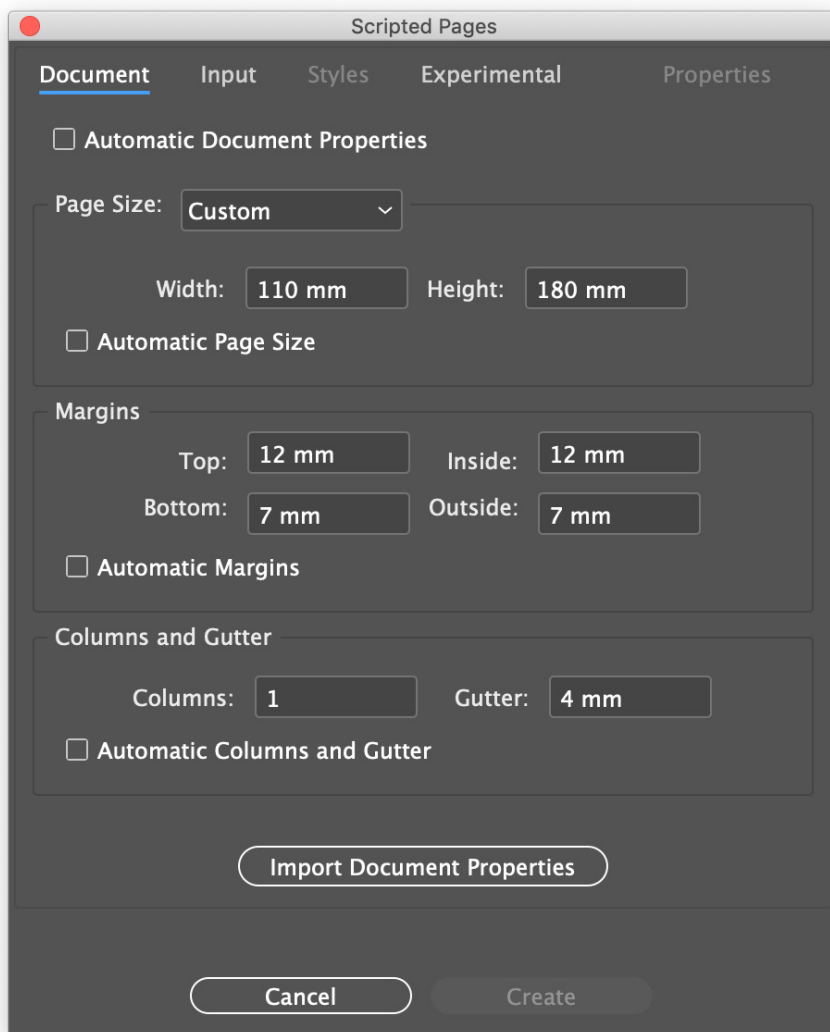 Scripted Pages
Document Input Styles Experimental Properties
Automatic Document Properties
Page Size: Custom
Width: 110 mm Height: 180 mm
Automatic Page Size
Margins
Top: 12 mm Inside: 12 mm
Bottom: 7 mm Outside: 7 mm
Automatic Margins
Columns and Gutter
Columns: 1 Gutter: 4 mm
Automatic Columns and Gutter
Import Document Properties
Cancel Create